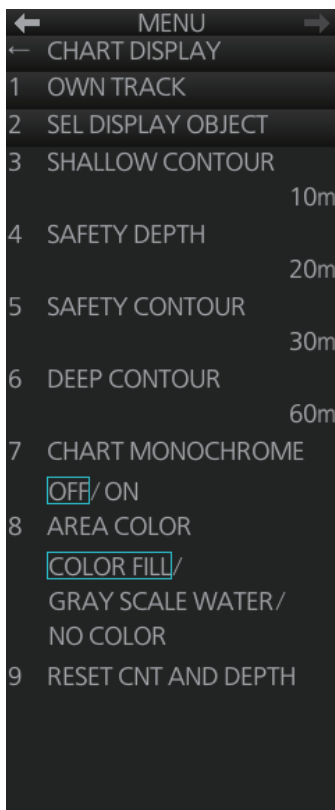 MENU
← CHART DISPLAY
1 OWN TRACK
2 SEL DISPLAY OBJECT
3 SHALLOW CONTOUR
10m
4 SAFETY DEPTH
20m
5 SAFETY CONTOUR
30m
6 DEEP CONTOUR
60m
7 CHART MONOCHROME
OFF/ON
8 AREA COLOR
COLOR FILL/
GRAY SCALE WATER/
NO COLOR
9 RESET CNT AND DEPTH